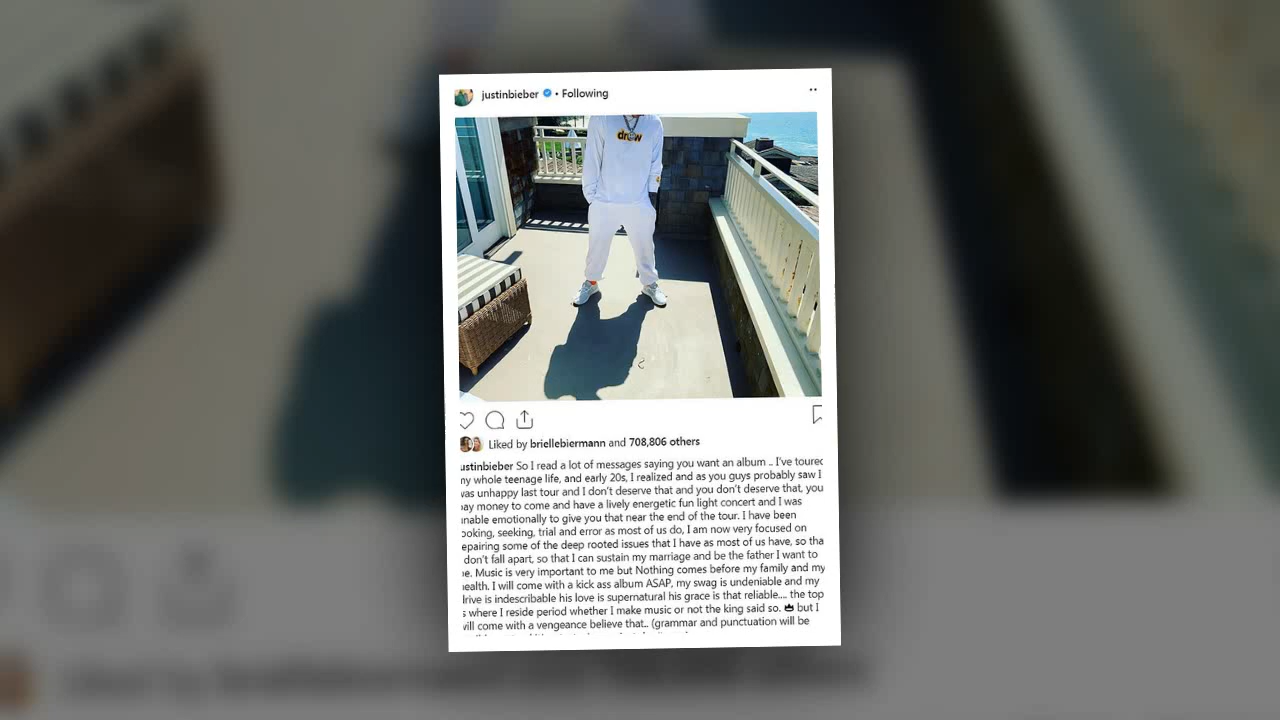 justinbieber • Following
drew
Liked by briellebiermann and 708,806 others
ustinbieber So I read a lot of messages saying you want an album .. I've toured
ny whole teenage life, and early 20s, I realized and as you guys probably saw I
was unhappy last tour and I don't deserve that and you don't deserve that, you
pay money to come and have a lively energetic fun light concert and I was
unable emotionally to give you that near the end of the tour. I have been
ooking, seeking, trial and error as most of us do, I am now very focused on
epairing some of the deep rooted issues that I have as most of us have, so tha
don't fall apart, so that I can sustain my marriage and be the father I want to
be. Music is very important to me but Nothing comes before my family and my
health. I will come with a kick ass album ASAP, my swag is undeniable and my
drive is indescribable his love is supernatural his grace is that reliable.... the top
s where I reside period whether I make music or not the king said so. but I
will come with a vengeance believe that.. (grammar and punctuation will be